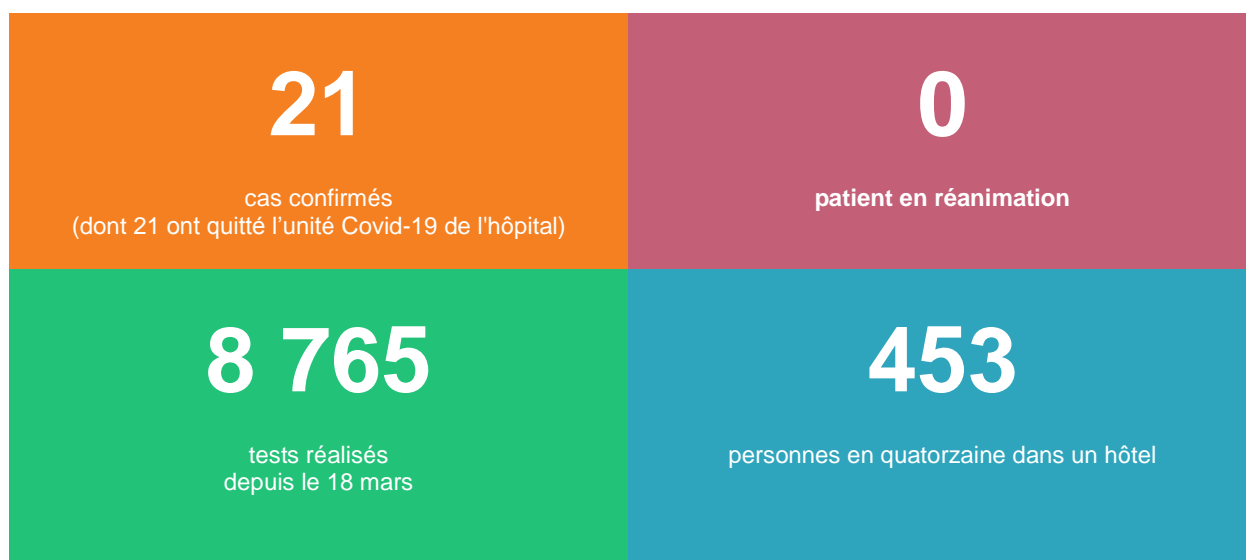 21
cas confirmés
(dont 21 ont quitté l’unité Covid-19 de l'hôpital)
0
patient en réanimation
8 765
tests réalisés
depuis le 18 mars
453
personnes en quatorzaine dans un hôtel